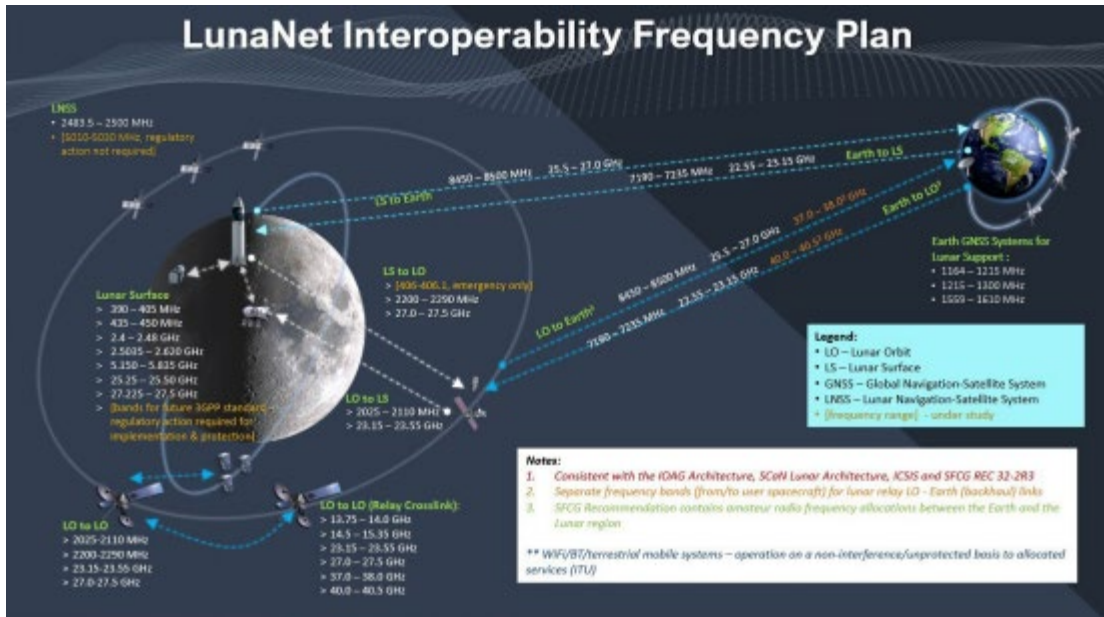 LunaNet Interoperability Frequency Plan
LNSS
• 2483.5 – 2500 MHz
• [5010-5030 MHz, regulatory
action not required]
8450 – 8500 MHz 25.5 – 27.0 GHz
LS to Earth
7190 – 7235 MHz 22.55 – 23.15 GHz
Earth to LS
37.0 – 38.0² GHz
Earth to LO³
8450 – 8500 MHz 25.5 – 27.0 GHz
40.0 – 40.5² GHz
LO to Earth³
7190 – 7235 MHz 22.55 – 23.15 GHz
Earth GNSS Systems for
Lunar Support :
• 1164 – 1215 MHz
• 1215 – 1300 MHz
• 1559 – 1610 MHz
LS to LO
> [406-406.1, emergency only]
> 2200 – 2290 MHz
> 27.0 – 27.5 GHz
Lunar Surface
> 390 – 405 MHz
> 435 – 450 MHz
> 2.4 – 2.48 GHz
> 2.5035 – 2.620 GHz
> 5.150 – 5.835 GHz
> 25.25 – 25.50 GHz
> 27.225 – 27.5 GHz
> [bands for future 3GPP standard –
regulatory action required for
implementation & protection]
LO to LS
> 2025 – 2110 MHz
> 23.15 – 23.55 GHz
Legend:
• LO – Lunar Orbit
• LS – Lunar Surface
• GNSS – Global Navigation-Satellite System
• LNSS – Lunar Navigation-Satellite System
• [frequency range] - under study
LO to LO
> 2025-2110 MHz
> 2200-2290 MHz
> 23.15-23.55 GHz
> 27.0-27.5 GHz
LO to LO (Relay Crosslink):
> 13.75 – 14.0 GHz
> 14.5 – 15.35 GHz
> 23.15 – 23.55 GHz
> 27.0 – 27.5 GHz
> 37.0 – 38.0 GHz
> 40.0 – 40.5 GHz
Notes:
1. Consistent with the IOAG Architecture, SCaN Lunar Architecture, ICSIS and SFCG REC 32-2R3
2. Separate frequency bands (from/to user spacecraft) for lunar relay LO - Earth (backhaul) links
3. SFCG Recommendation contains amateur radio frequency allocations between the Earth and the
Lunar region
** WiFi/BT/terrestrial mobile systems – operation on a non-interference/unprotected basis to allocated
services (ITU)